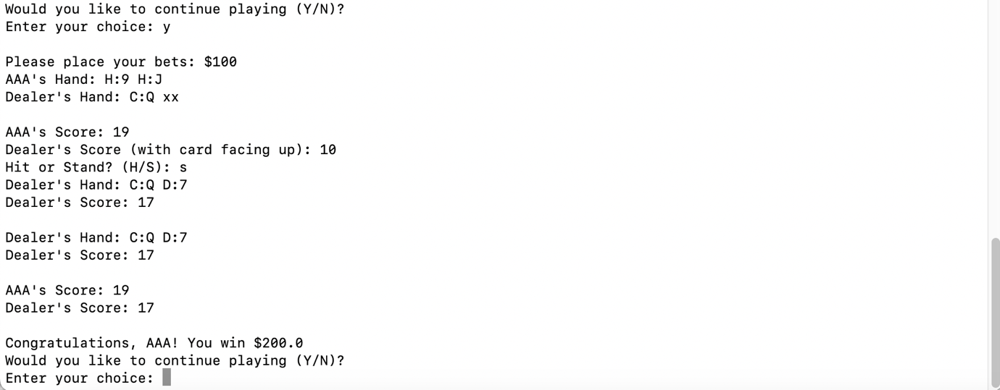 Would you like to continue playing (Y/N)?
Enter your choice: y
Please place your bets: $100
AAA's Hand: H:9 H:J
Dealer's Hand: C:Q xx
AAA's Score: 19
Dealer's Score (with card facing up): 10
Hit or Stand? (H/S): s
Dealer's Hand: C:Q D:7
Dealer's Score: 17
Dealer's Hand: C:Q D:7
Dealer's Score: 17
AAA's Score: 19
Dealer's Score: 17
Congratulations, AAA! You win $200.0
Would you like to continue playing (Y/N)?
Enter your choice: